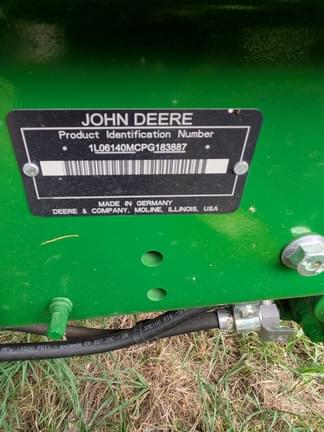 JOHN DEERE
Product Identification Number
1L06140MCPG183887
MADE IN GERMANY
DEERE & COMPANY, MOLINE, ILLINOIS, USA